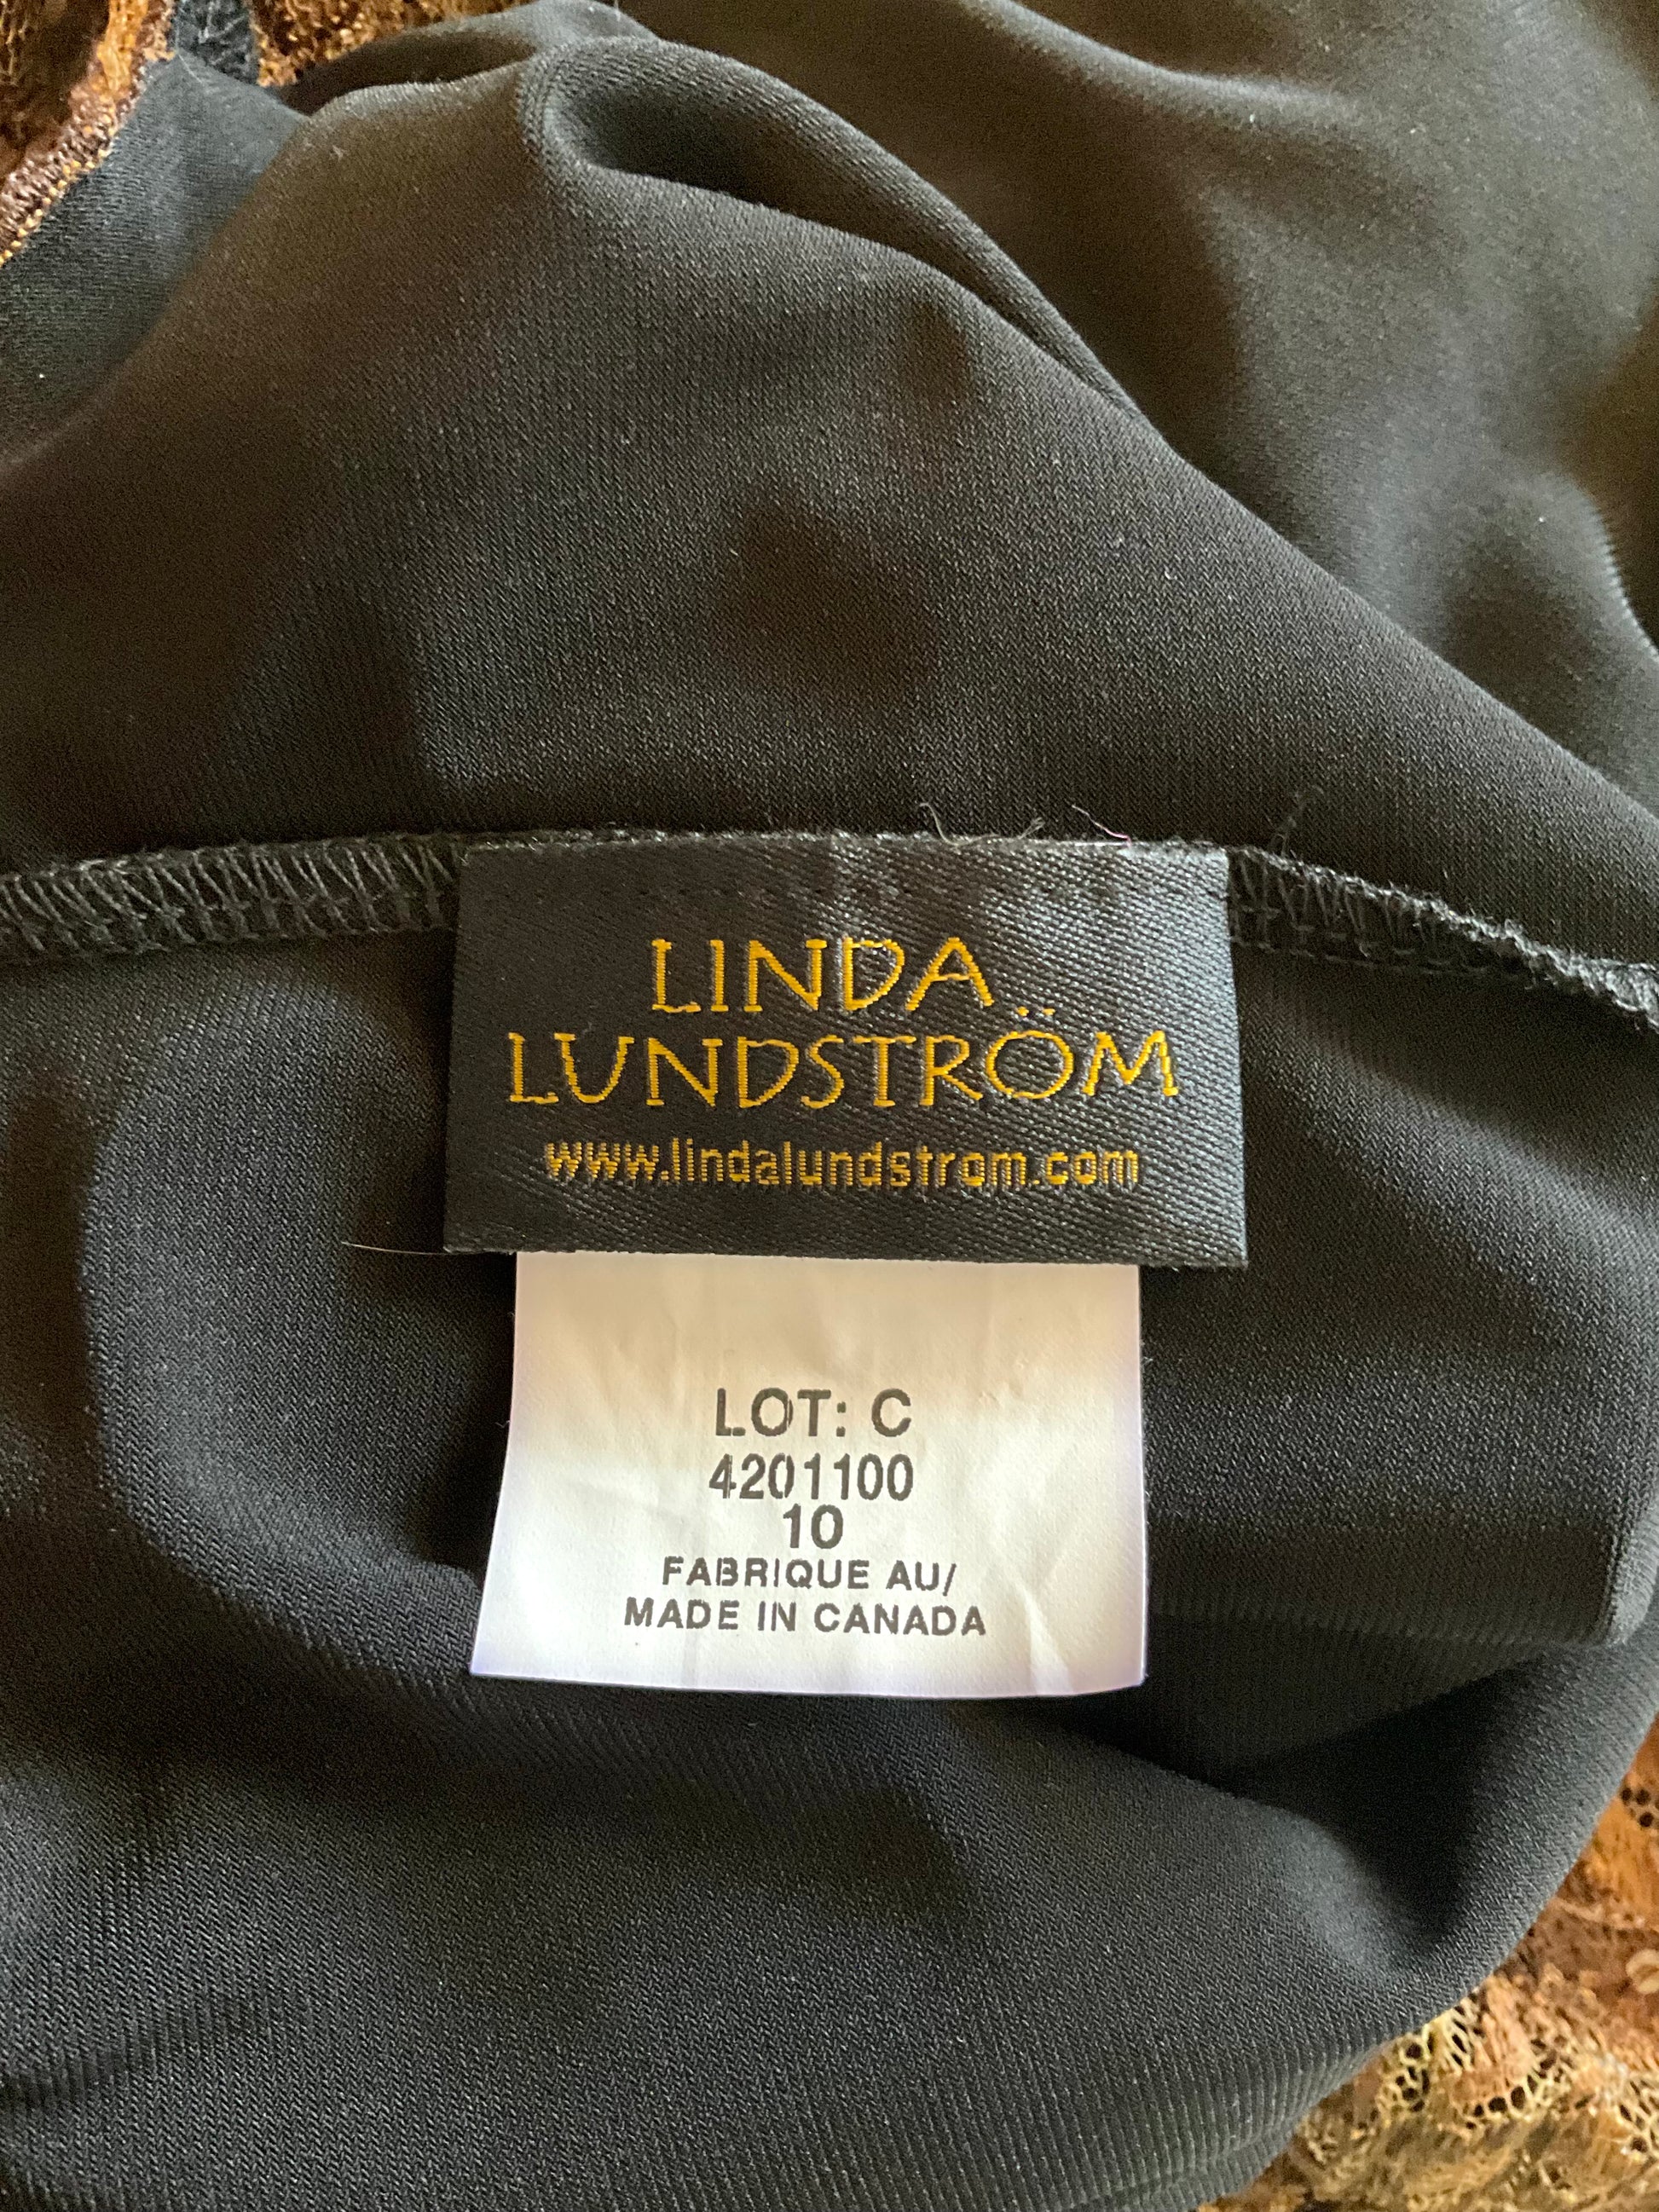 LINDA
LUNDSTRÖM
www.lindalundstrom.com
LOT: C
4201100
10
FABRIQUE AU/
MADE IN CANADA